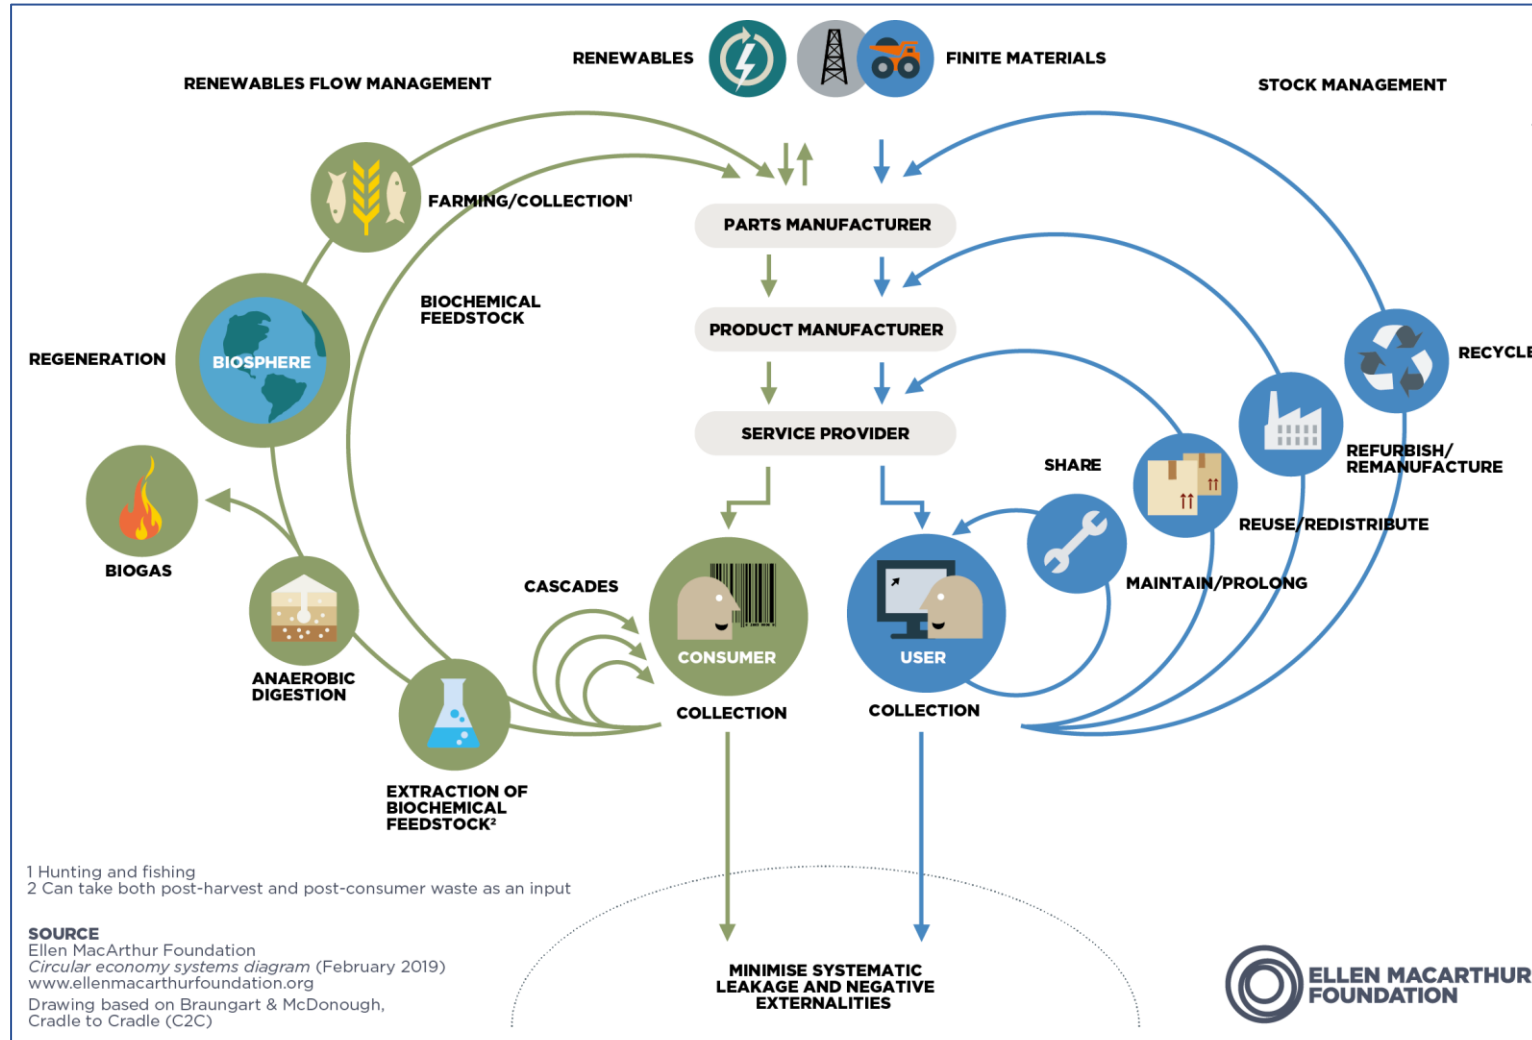 RENEWABLES
FINITE MATERIALS
RENEWABLES FLOW MANAGEMENT
STOCK MANAGEMENT
FARMING/COLLECTION¹
PARTS MANUFACTURER
BIOCHEMICAL
FEEDSTOCK
PRODUCT MANUFACTURER
REGENERATION
BIOSPHERE
RECYCLE
SERVICE PROVIDER
SHARE
REFURBISH/
REMANUFACTURE
REUSE/REDISTRIBUTE
BIOGAS
CASCADES
MAINTAIN/PROLONG
CONSUMER
USER
ANAEROBIC
DIGESTION
COLLECTION
COLLECTION
EXTRACTION OF
BIOCHEMICAL
FEEDSTOCK²
1 Hunting and fishing
2 Can take both post-harvest and post-consumer waste as an input
SOURCE
Ellen MacArthur Foundation
Circular economy systems diagram (February 2019)
www.ellenmacarthurfoundation.org
Drawing based on Braungart & McDonough,
Cradle to Cradle (C2C)
MINIMISE SYSTEMATIC
LEAKAGE AND NEGATIVE
EXTERNALITIES
ELLEN MACARTHUR
FOUNDATION